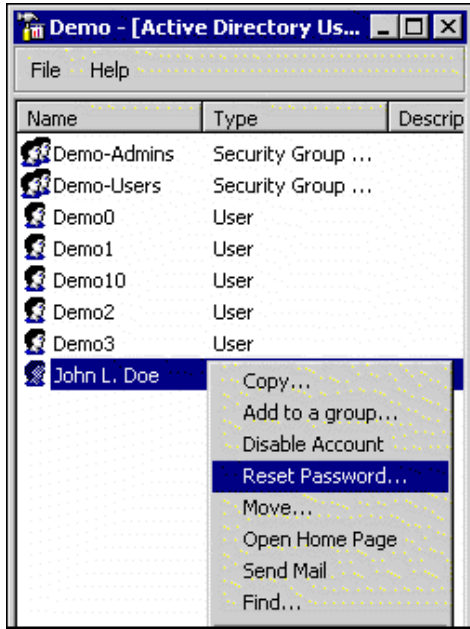 Demo - [Active Directory Us...
File Help
Name Type Descrip
Demo-Admins Security Group ...
Demo-Users Security Group ...
Demo0 User
Demo1 User
Demo10 User
Demo2 User
Demo3 User
John L. Doe
Copy...
Add to a group...
Disable Account
Reset Password...
Move...
Open Home Page
Send Mail
Find...